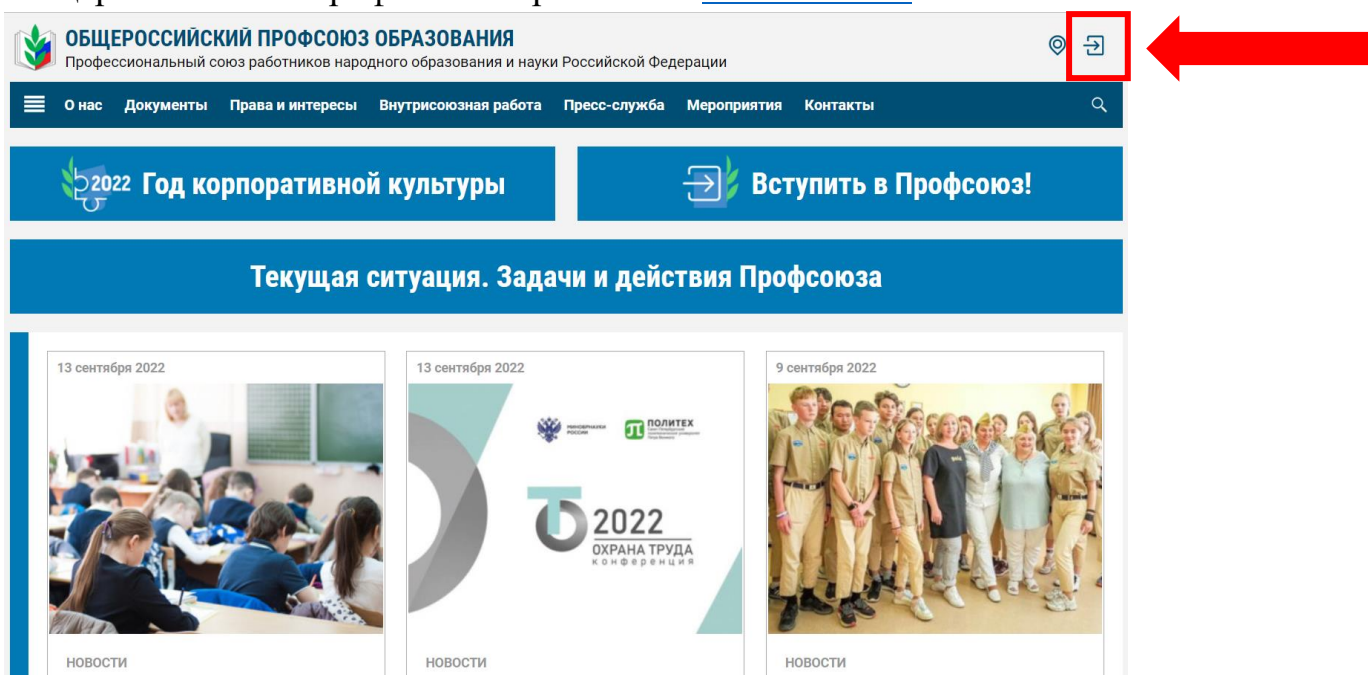 ОБЩЕРОССИЙСКИЙ ПРОФСОЮЗ ОБРАЗОВАНИЯ
Профессиональный союз работников народного образования и науки Российской Федерации
О нас Документы Права и интересы Внутрисоюзная работа Пресс-служба Мероприятия Контакты
2022 Год корпоративной культуры
Вступить в Профсоюз!
Текущая ситуация. Задачи и действия Профсоюза
13 сентября 2022
13 сентября 2022
9 сентября 2022
МИНОБРНАУКИ
РОССИИ
ПОЛИТЕХ
2022
ОХРАНА ТРУДА
конференция
НОВОСТИ
НОВОСТИ
НОВОСТИ